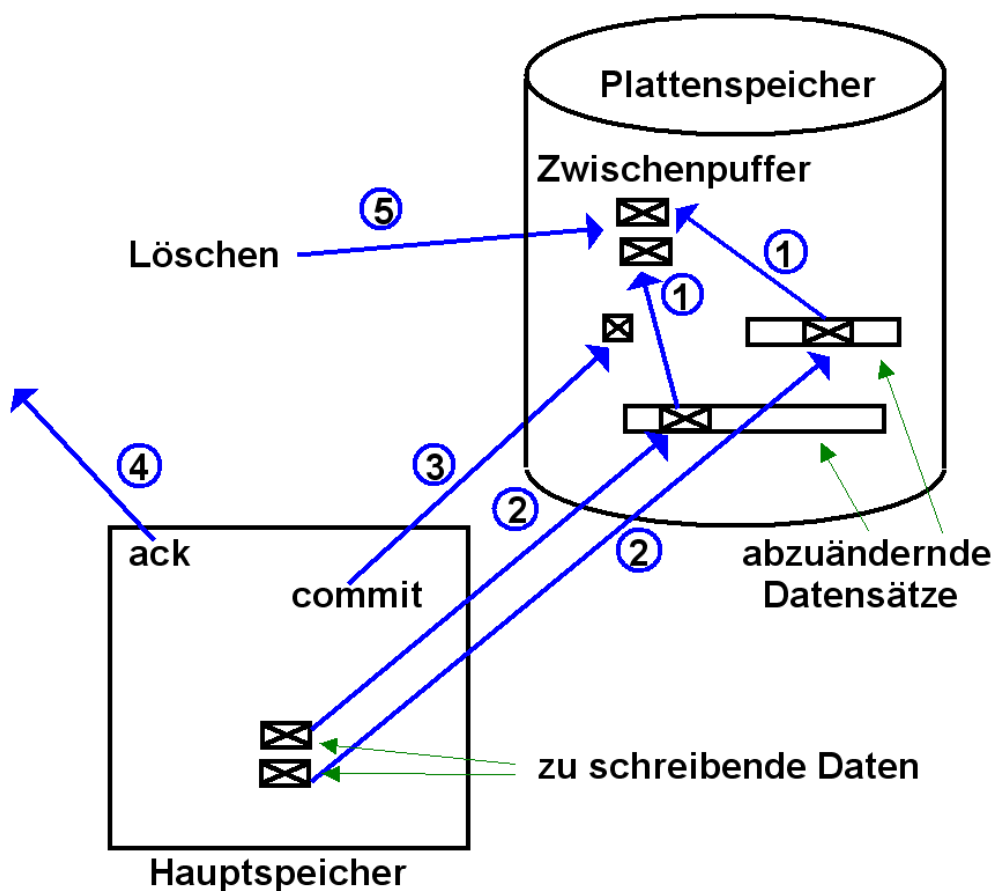 Plattenspeicher
Zwischenpuffer
5
Löschen
1
1
4
3
2
2
ack
commit
abzuändernde
Datensätze
zu schreibende Daten
Hauptspeicher